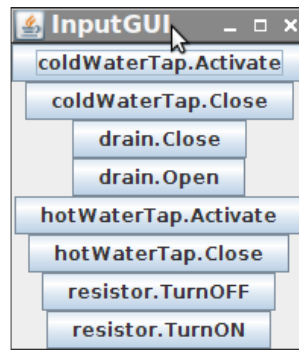 InputGUI
coldWaterTap.Activate
coldWaterTap.Close
drain.Close
drain.Open
hotWaterTap.Activate
hotWaterTap.Close
resistor.TurnOFF
resistor.TurnON